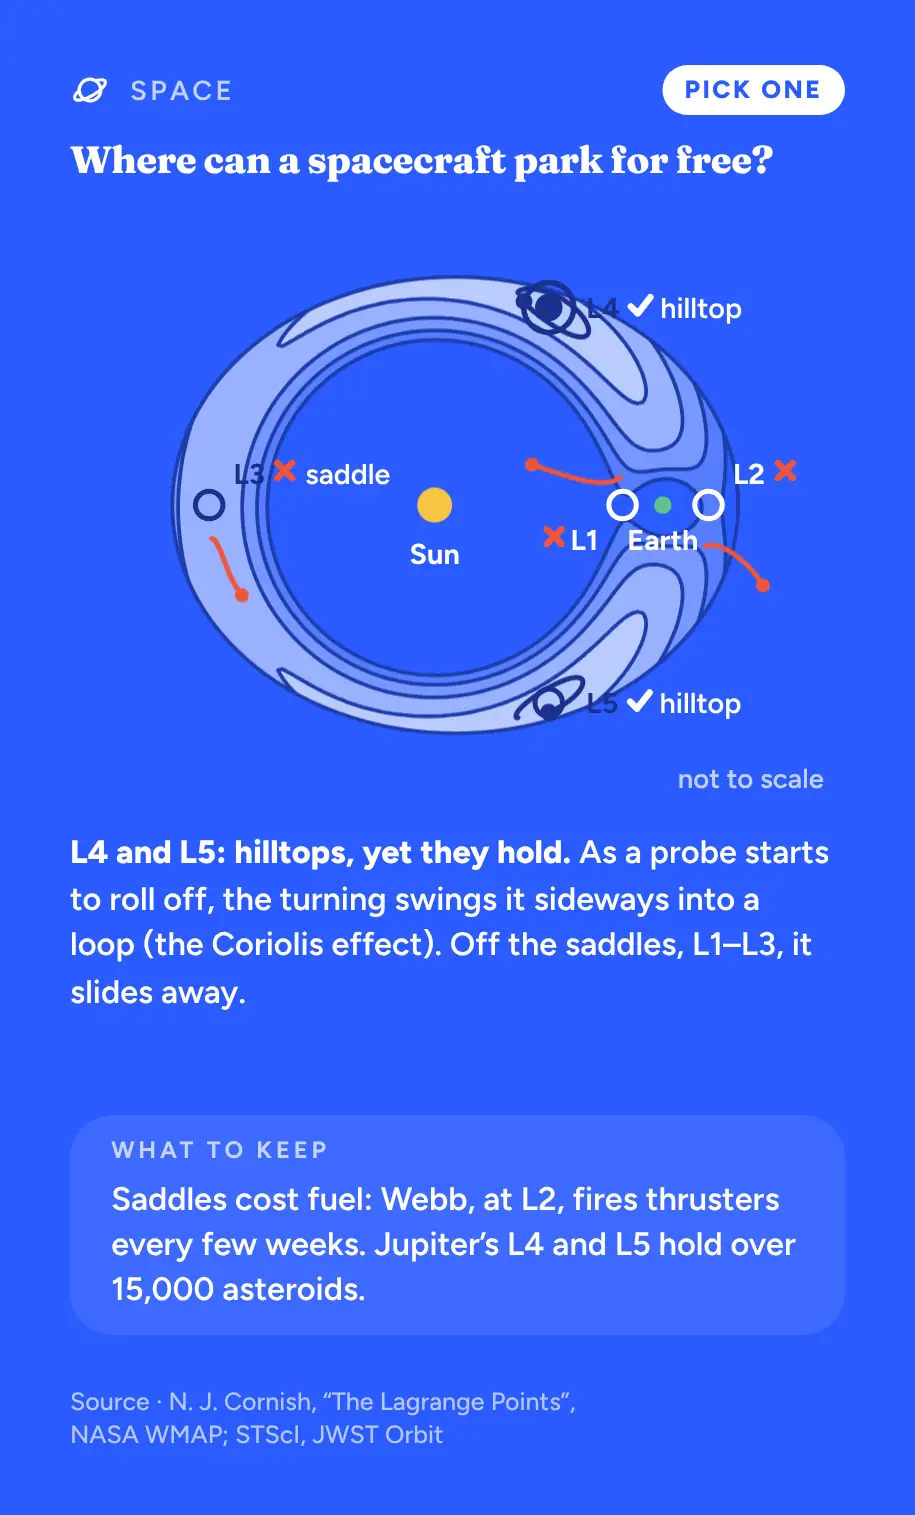 SPACE
PICK ONE
Where can a spacecraft park for free?
L4 ✓ hilltop
L3 ✗ saddle
L2 ✗
✗ L1
Earth
Sun
L5 ✓ hilltop
not to scale
L4 and L5: hilltops, yet they hold. As a probe starts
to roll off, the turning swings it sideways into a
loop (the Coriolis effect). Off the saddles, L1–L3, it
slides away.
WHAT TO KEEP
Saddles cost fuel: Webb, at L2, fires thrusters
every few weeks. Jupiter’s L4 and L5 hold over
15,000 asteroids.
Source · N. J. Cornish, “The Lagrange Points”,
NASA WMAP; STScI, JWST Orbit